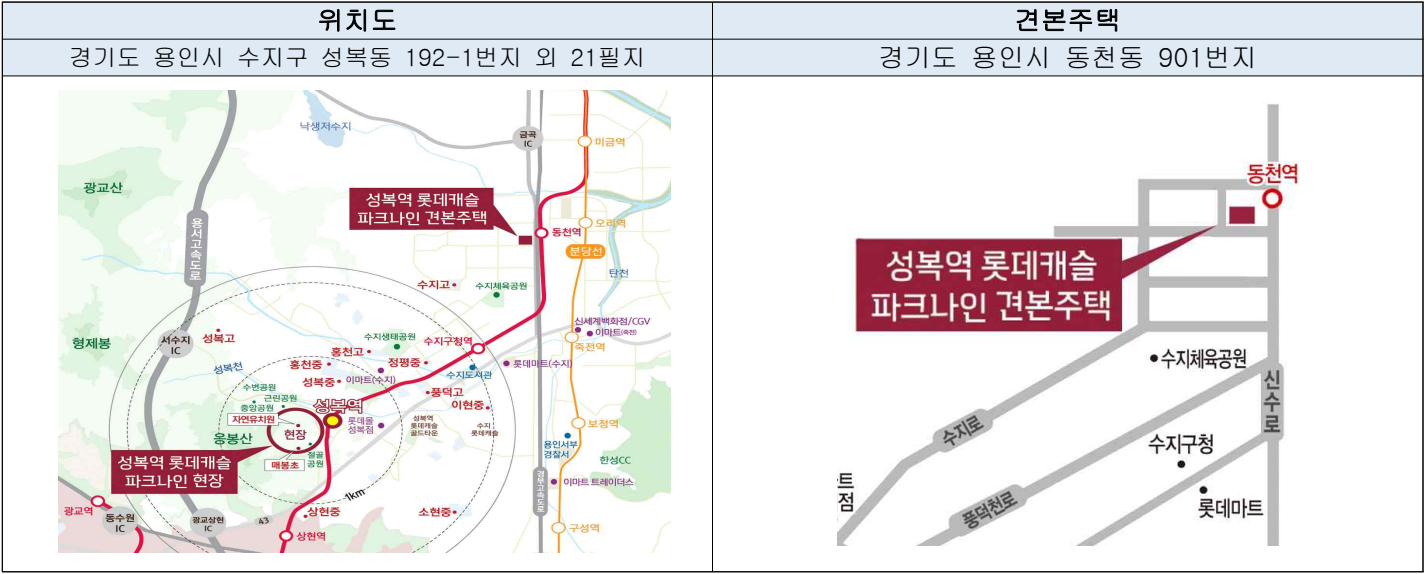 위치도
견본주택
경기도 용인시 수지구 성복동 192-1번지 외 21필지
경기도 용인시 동천동 901번지
낙생저수지
금곡
IC
미금역
광교산
성복역 롯데캐슬
파크나인 견본주택
용서고속도로
동천역
오리역
분당선
탄천
수지고
수지체육공원
신세계백화점/CGV
이마트(죽전)
죽전역
형제봉
서수지
IC
성복고
수지생태공원
수지구청역
홍천고
홍천중
정평중
롯데마트(수지)
성복천
성복중
이마트(수지)
수지도서관
수변공원
근린공원
중앙공원
성복역
풍덕고
이현중
자연유치원
현장
롯데몰
성복점
성복역
롯데캐슬
골드타운
수지
롯데캐슬
보정역
응봉산
절골
공원
매봉초
용인서부
경찰서
한성CC
성복역 롯데캐슬
파크나인 현장
경부고속도로
이마트 트레이더스
1km
광교역
동수원
IC
광교상현
IC
43
상현중
소현중
상현역
구성역
동천역
성복역 롯데캐슬
파크나인 견본주택
수지체육공원
신수로
수지로
수지구청
트
점
풍덕천로
롯데마트